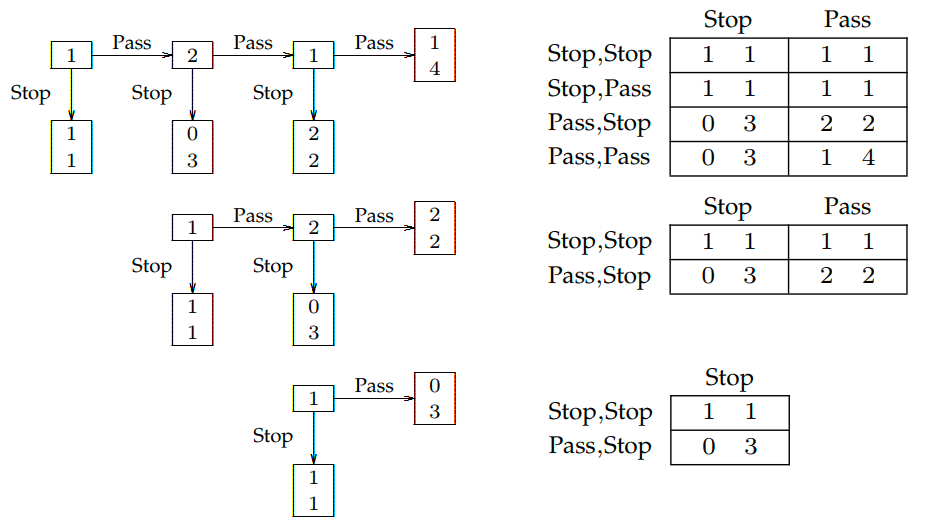 Pass Pass Pass
1 2 1 1
4
Stop Stop Stop
1 0 2
1 3 2
Stop Pass
Stop,Stop 1 1 1 1
Stop,Pass 1 1 1 1
Pass,Stop 0 3 2 2
Pass,Pass 0 3 1 4
Pass Pass
1 2 2
2
Stop Stop
1 0
1 3
Stop Pass
Stop,Stop 1 1 1 1
Pass,Stop 0 3 2 2
Pass
1 0
3
Stop
1
1
Stop
Stop,Stop 1 1
Pass,Stop 0 3